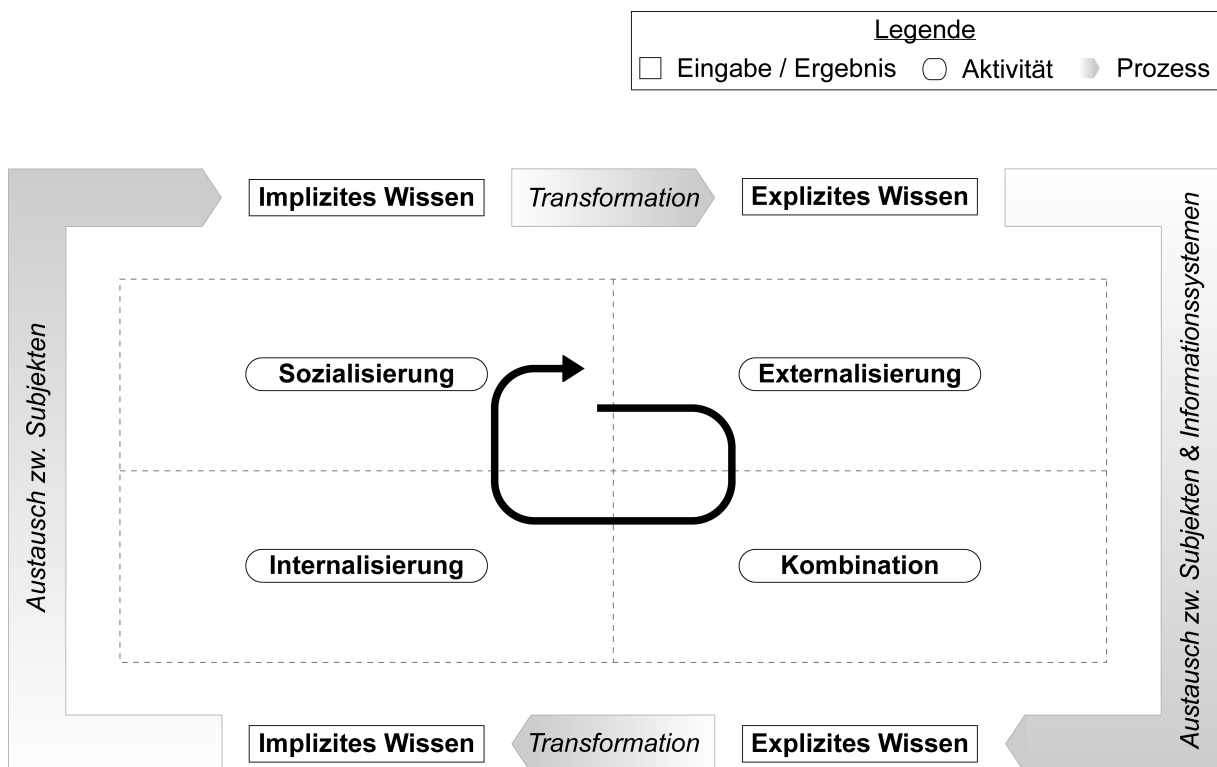 Legende
Eingabe / Ergebnis Aktivität Prozess
Implizites Wissen Transformation Explizites Wissen
Austausch zw. Subjekten
Austausch zw. Subjekten & Informationssystemen
Sozialisierung Externalisierung
Internalisierung Kombination
Implizites Wissen Transformation Explizites Wissen